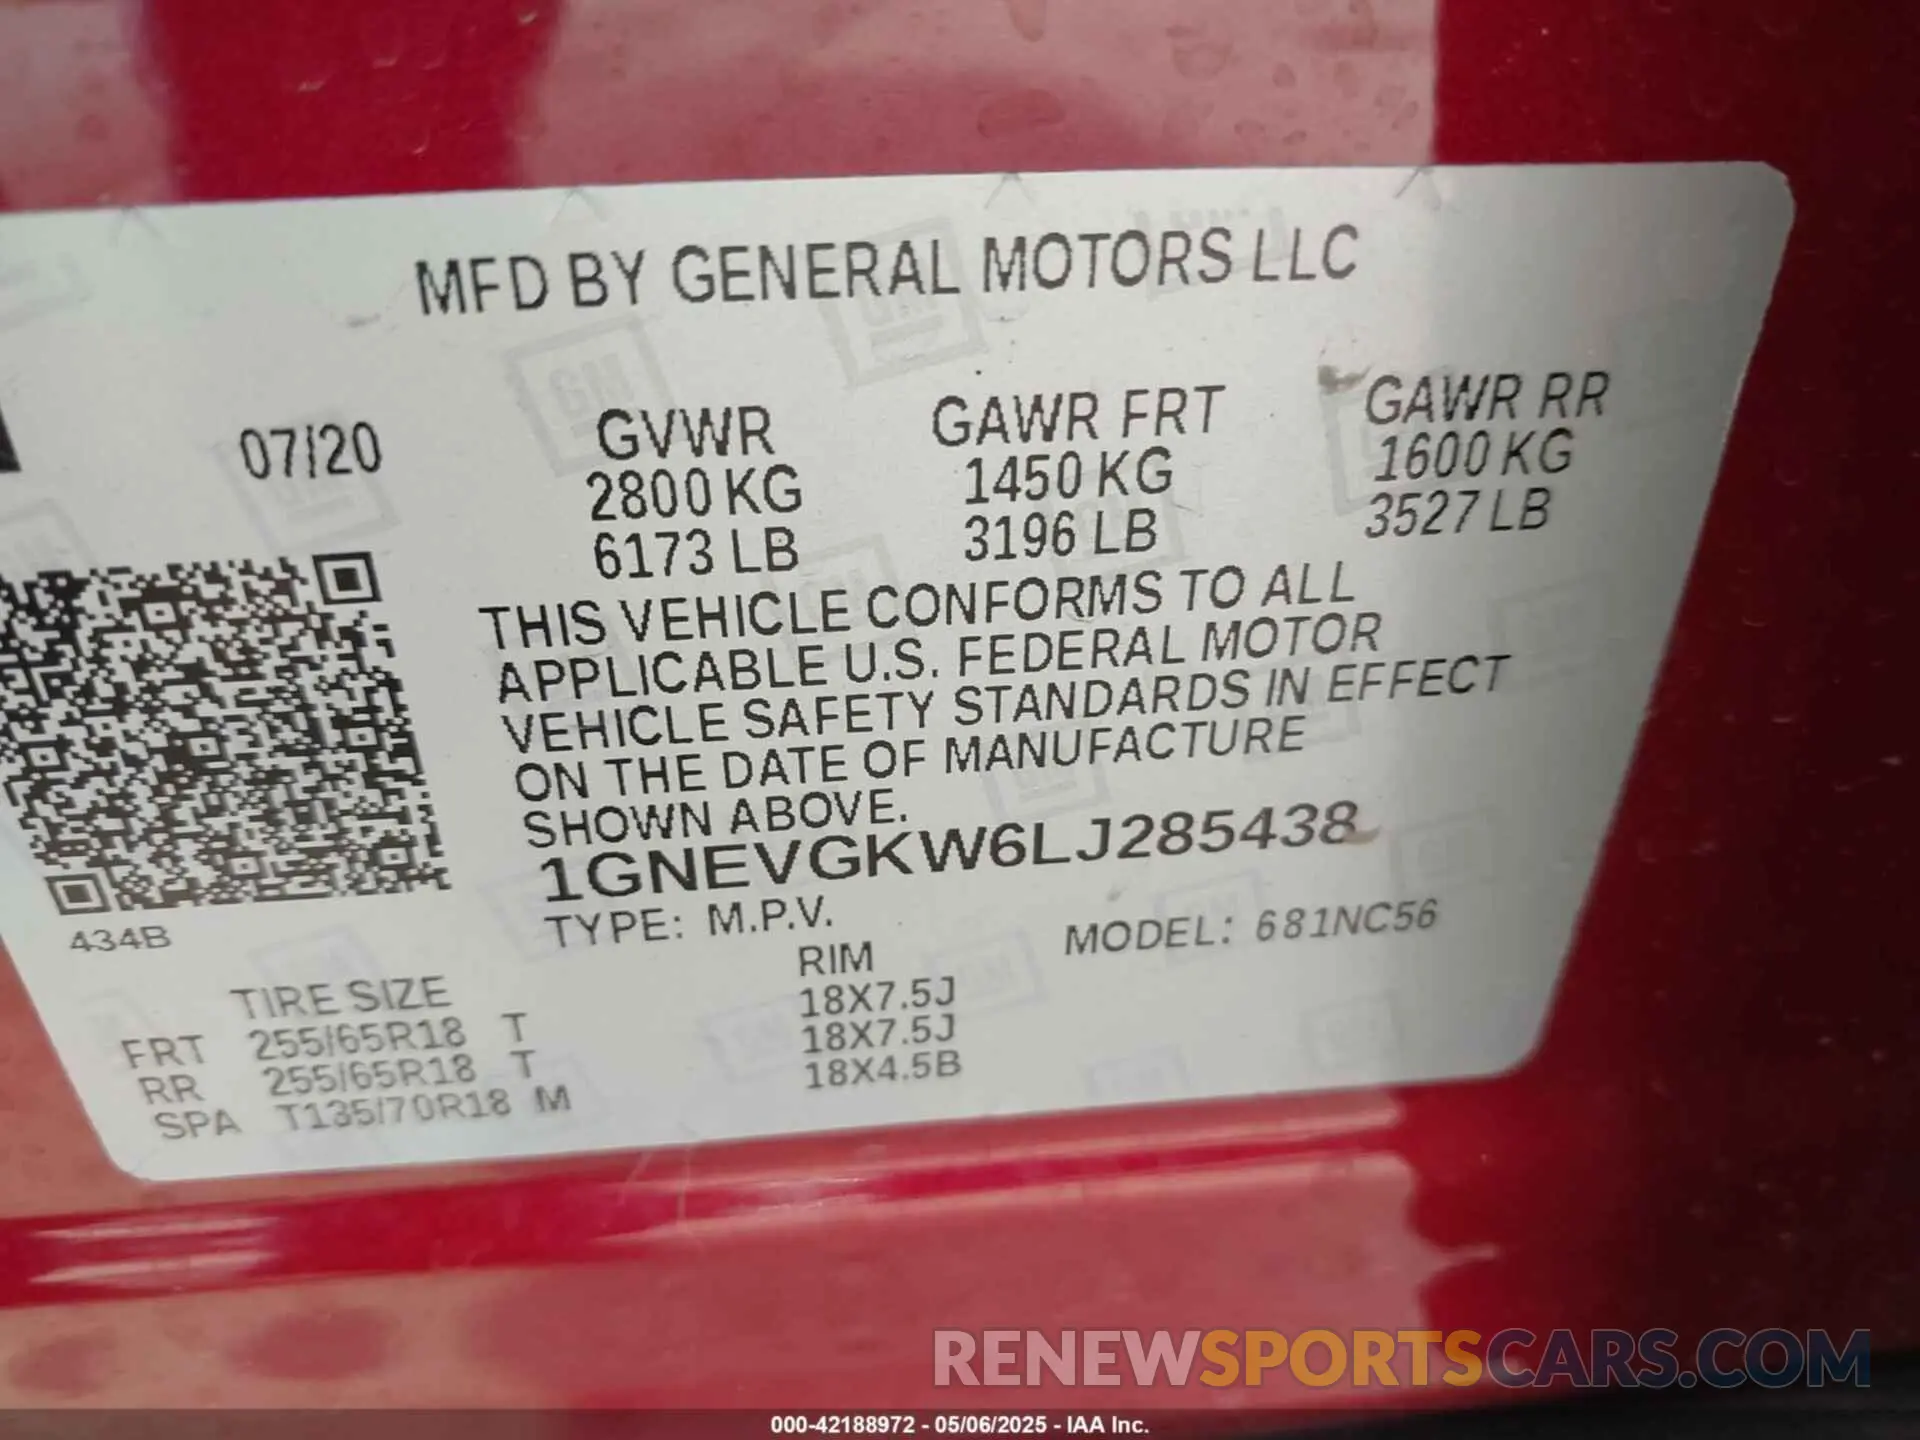 MFD BY GENERAL MOTORS LLC
07/20 GVWR GAWR FRT GAWR RR
2800 KG 1450 KG 1600 KG
6173 LB 3196 LB 3527 LB
THIS VEHICLE CONFORMS TO ALL
APPLICABLE U.S. FEDERAL MOTOR
VEHICLE SAFETY STANDARDS IN EFFECT
ON THE DATE OF MANUFACTURE
SHOWN ABOVE.
1GNEVGKW6LJ285438
434B
TYPE: M.P.V. MODEL: 681NC56
TIRE SIZE RIM
FRT 255/65R18 T 18X7.5J
RR 255/65R18 T 18X7.5J
SPA T135/70R18 M 18X4.5B
RENEWSPORTSCARS.COM
000-42188972 - 05/06/2025 - IAA Inc.